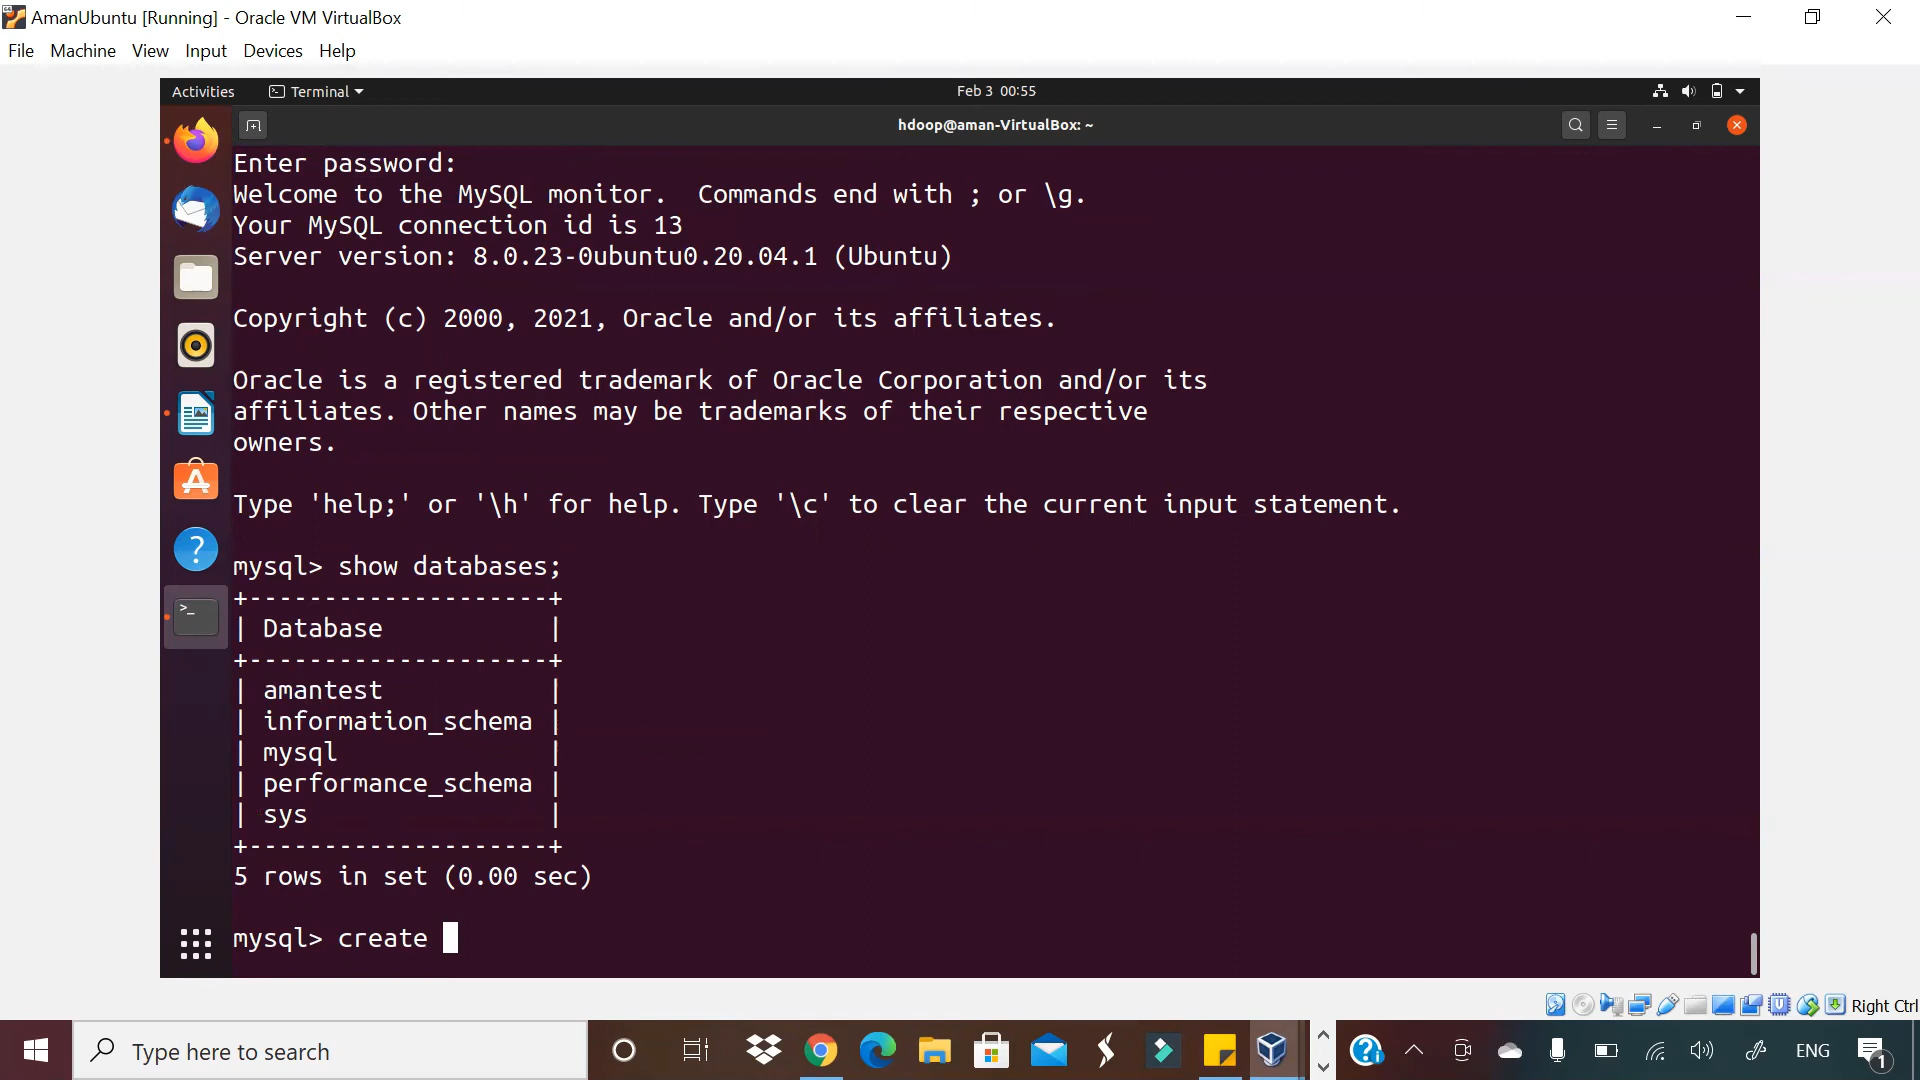 AmanUbuntu [Running] - Oracle VM VirtualBox
File Machine View Input Devices Help
Activities Terminal Feb 3 00:55
hdoop@aman-VirtualBox: ~
Enter password:
Welcome to the MySQL monitor.  Commands end with ; or \g.
Your MySQL connection id is 13
Server version: 8.0.23-0ubuntu0.20.04.1 (Ubuntu)
Copyright (c) 2000, 2021, Oracle and/or its affiliates.
Oracle is a registered trademark of Oracle Corporation and/or its
affiliates. Other names may be trademarks of their respective
owners.
Type 'help;' or '\h' for help. Type '\c' to clear the current input statement.
mysql> show databases;
+--------------------+
| Database           |
+--------------------+
| amantest           |
| information_schema |
| mysql              |
| performance_schema |
| sys                |
+--------------------+
5 rows in set (0.00 sec)
mysql> create
Right Ctrl
Type here to search
ENG
1